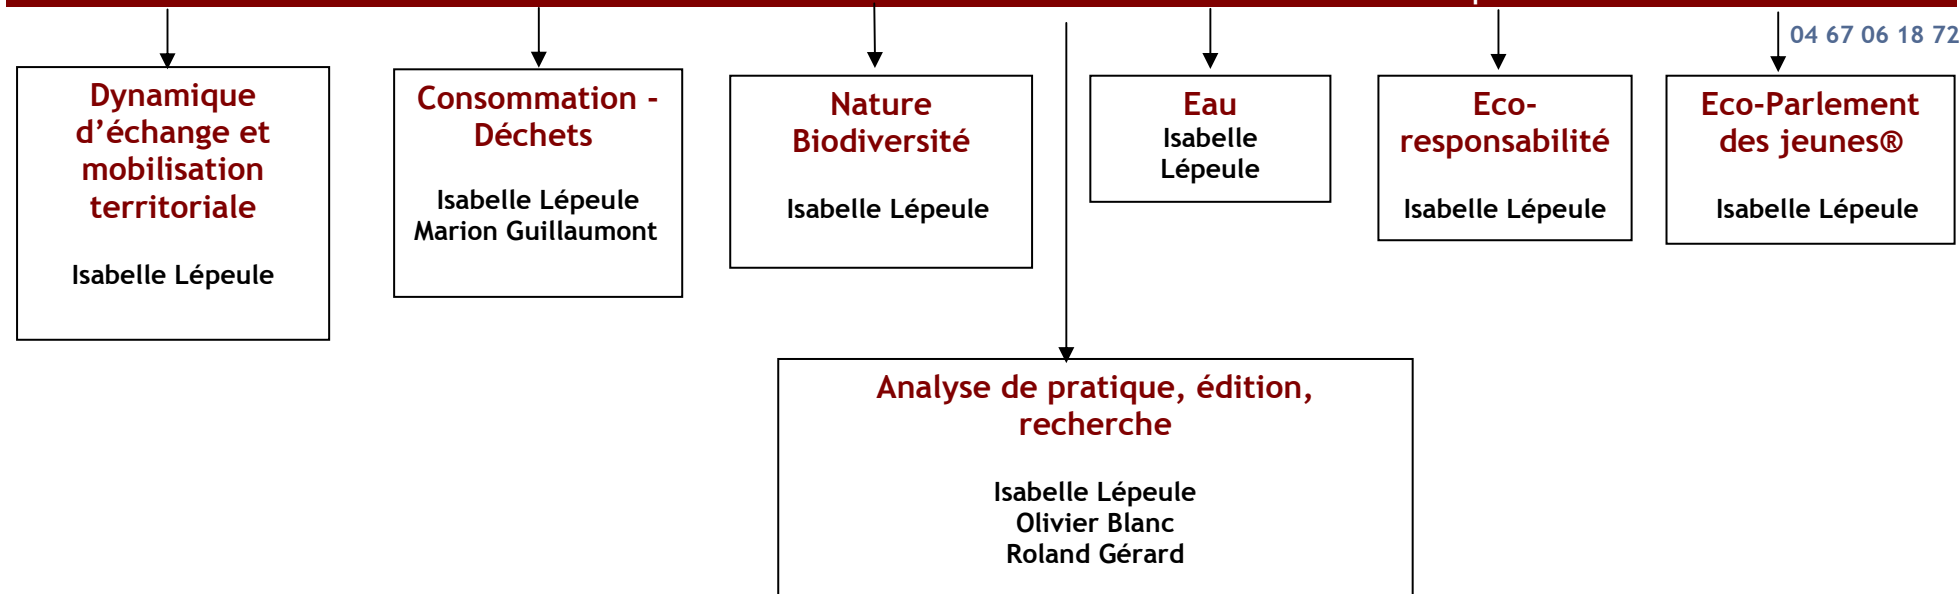 04 67 06 18 72
Dynamique
d’échange et
mobilisation
territoriale
Isabelle Lépeule
Consommation -
Déchets
Isabelle Lépeule
Marion Guillaumont
Nature
Biodiversité
Isabelle Lépeule
Eau
Isabelle
Lépeule
Eco-
responsabilité
Isabelle Lépeule
Eco-Parlement
des jeunes®
Isabelle Lépeule
Analyse de pratique, édition,
recherche
Isabelle Lépeule
Olivier Blanc
Roland Gérard